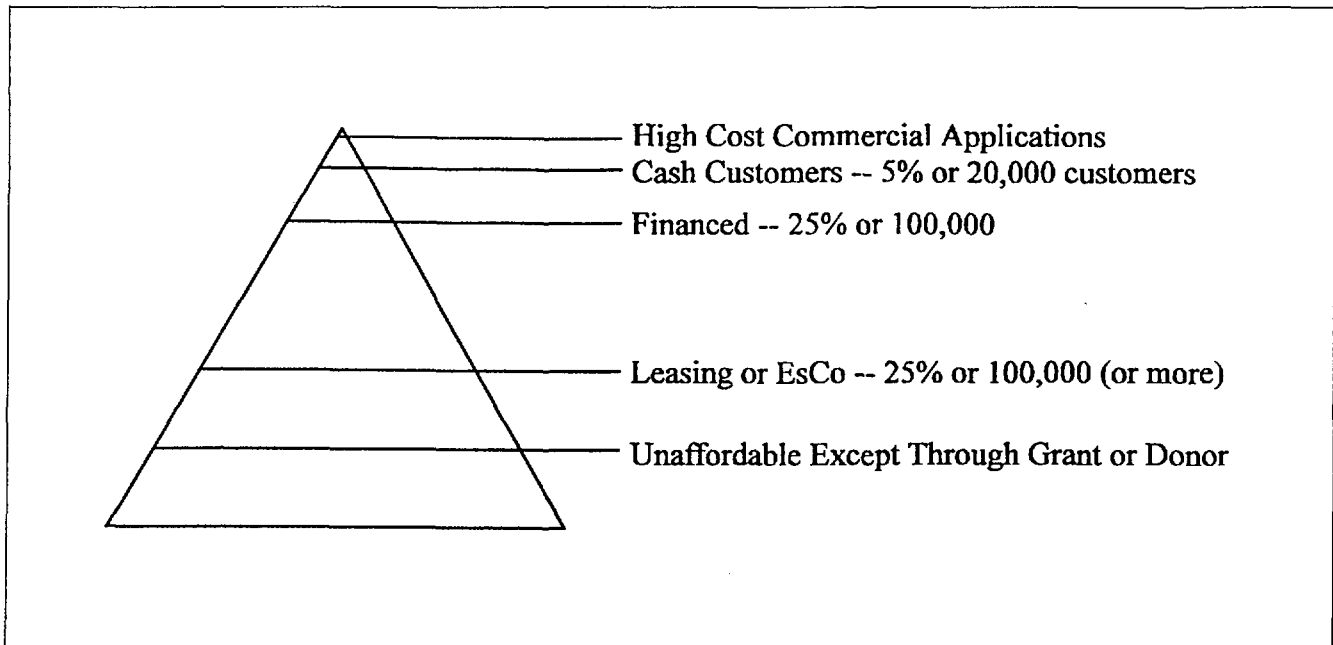 High Cost Commercial Applications
Cash Customers -- 5% or 20,000 customers
Financed -- 25% or 100,000
Leasing or EsCo -- 25% or 100,000 (or more)
Unaffordable Except Through Grant or Donor